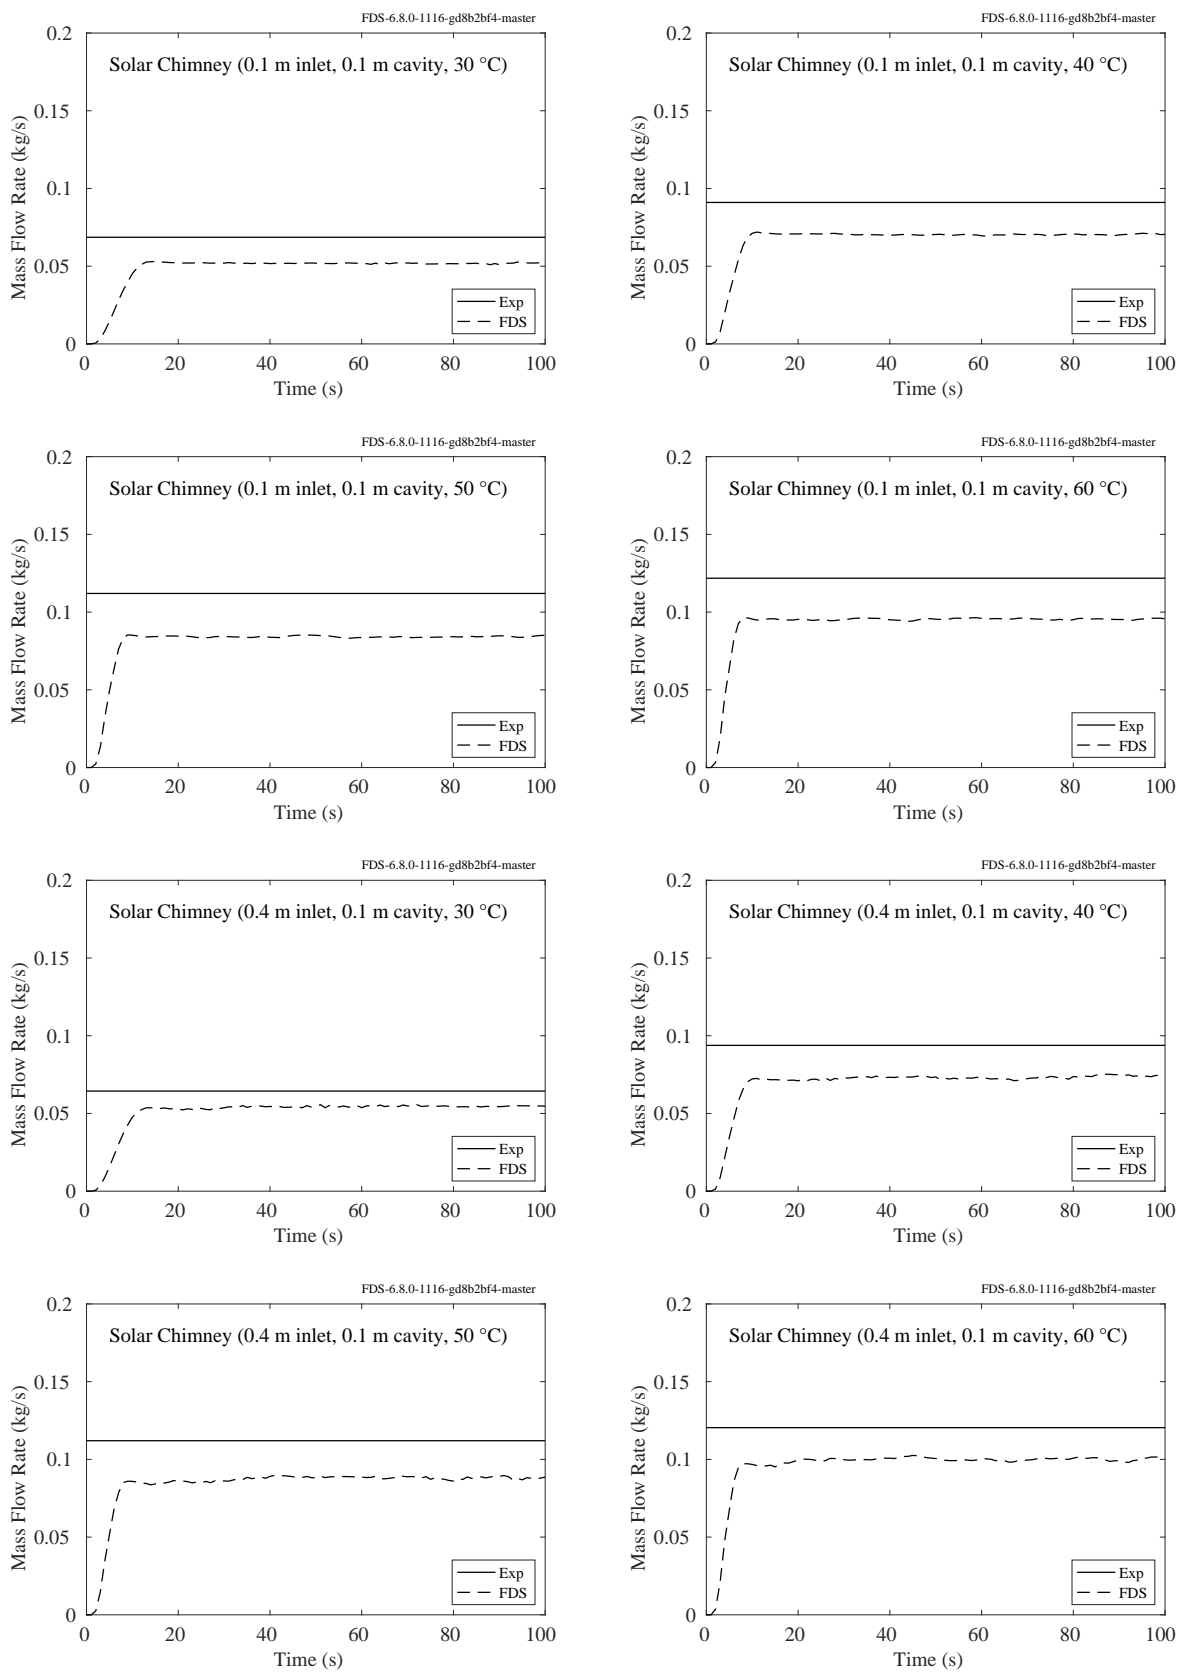 FDS-6.8.0-1116-gd8b2bf4-master
Solar Chimney (0.1 m inlet, 0.1 m cavity, 30 °C)
0.2
0.15
0.1
0.05
0
Mass Flow Rate (kg/s)
Exp
FDS
0 20 40 60 80 100
Time (s)
FDS-6.8.0-1116-gd8b2bf4-master
Solar Chimney (0.1 m inlet, 0.1 m cavity, 40 °C)
0.2
0.15
0.1
0.05
0
Mass Flow Rate (kg/s)
Exp
FDS
0 20 40 60 80 100
Time (s)
FDS-6.8.0-1116-gd8b2bf4-master
Solar Chimney (0.1 m inlet, 0.1 m cavity, 50 °C)
0.2
0.15
0.1
0.05
0
Mass Flow Rate (kg/s)
Exp
FDS
0 20 40 60 80 100
Time (s)
FDS-6.8.0-1116-gd8b2bf4-master
Solar Chimney (0.1 m inlet, 0.1 m cavity, 60 °C)
0.2
0.15
0.1
0.05
0
Mass Flow Rate (kg/s)
Exp
FDS
0 20 40 60 80 100
Time (s)
FDS-6.8.0-1116-gd8b2bf4-master
Solar Chimney (0.4 m inlet, 0.1 m cavity, 30 °C)
0.2
0.15
0.1
0.05
0
Mass Flow Rate (kg/s)
Exp
FDS
0 20 40 60 80 100
Time (s)
FDS-6.8.0-1116-gd8b2bf4-master
Solar Chimney (0.4 m inlet, 0.1 m cavity, 40 °C)
0.2
0.15
0.1
0.05
0
Mass Flow Rate (kg/s)
Exp
FDS
0 20 40 60 80 100
Time (s)
FDS-6.8.0-1116-gd8b2bf4-master
Solar Chimney (0.4 m inlet, 0.1 m cavity, 50 °C)
0.2
0.15
0.1
0.05
0
Mass Flow Rate (kg/s)
Exp
FDS
0 20 40 60 80 100
Time (s)
FDS-6.8.0-1116-gd8b2bf4-master
Solar Chimney (0.4 m inlet, 0.1 m cavity, 60 °C)
0.2
0.15
0.1
0.05
0
Mass Flow Rate (kg/s)
Exp
FDS
0 20 40 60 80 100
Time (s)